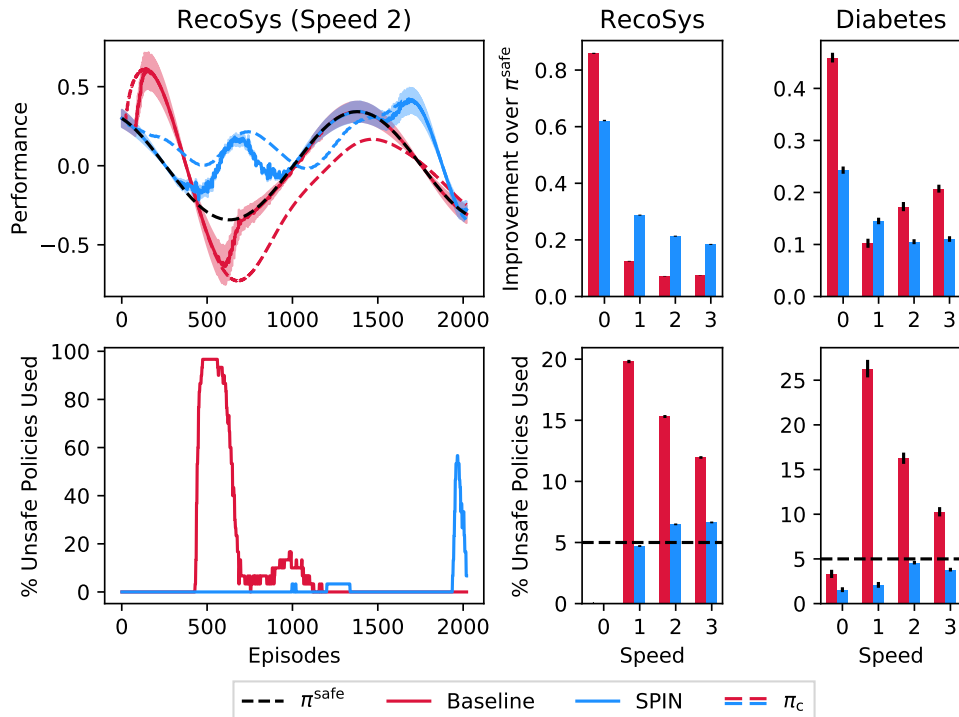 RecoSys (Speed 2)
RecoSys
Diabetes
Performance
0.5
0.0
−0.5
0 500 1000 1500 2000
Improvement over π^safe
0.8
0.6
0.4
0.2
0.0
0 1 2 3
0.4
0.3
0.2
0.1
0.0
0 1 2 3
% Unsafe Policies Used
100
80
60
40
20
0
0 500 1000 1500 2000
Episodes
% Unsafe Policies Used
20
15
10
5
0
0 1 2 3
Speed
25
20
15
10
5
0
0 1 2 3
Speed
π^safe Baseline SPIN π_c